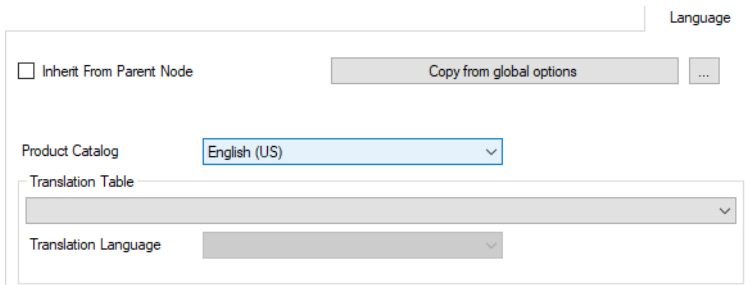 Language
Inherit From Parent Node
Copy from global options
...
Product Catalog
English (US)
Translation Table
Translation Language